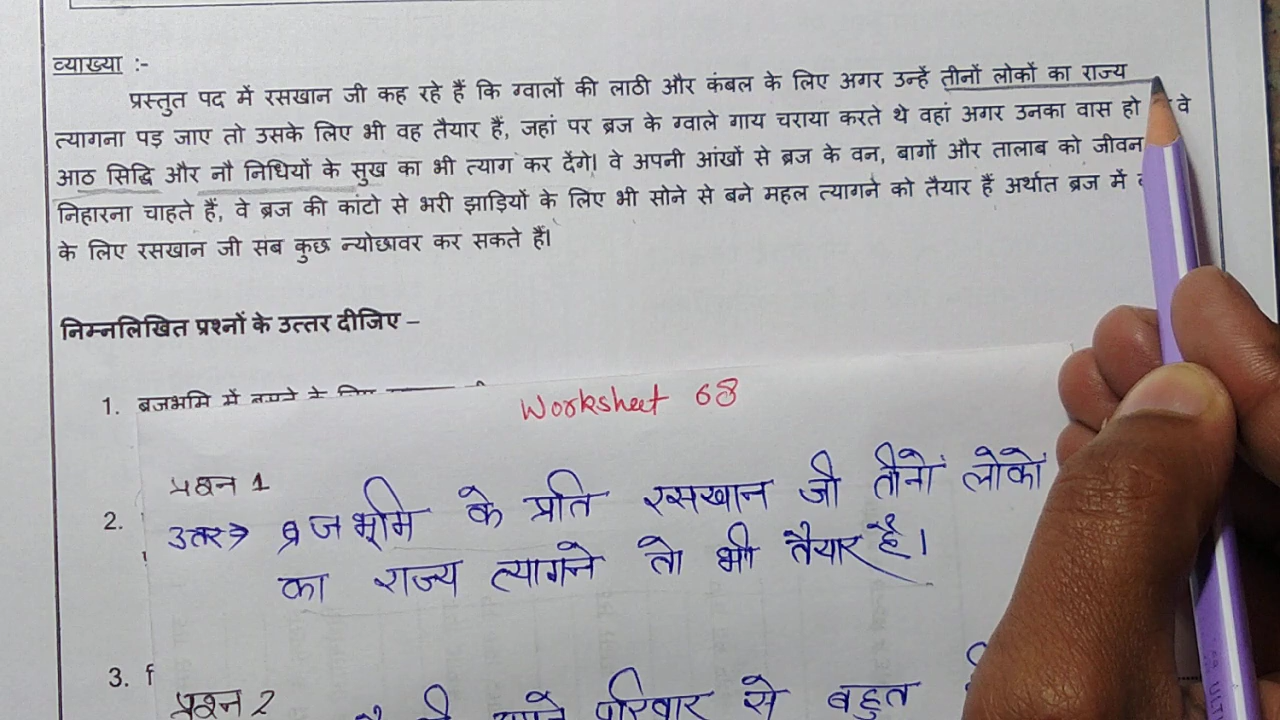 व्याख्या :-
प्रस्तुत पद में रसखान जी कह रहे हैं कि ग्वालों की लाठी और कंबल के लिए अगर उन्हें तीनों लोकों का राज्य
त्यागना पड़ जाए तो उसके लिए भी वह तैयार हैं, जहां पर ब्रज के ग्वाले गाय चराया करते थे वहां अगर उनका वास हो वे
आठ सिद्धि और नौ निधियों के सुख का भी त्याग कर देंगे। वे अपनी आंखों से ब्रज के वन, बागों और तालाब को जीवन
निहारना चाहते हैं, वे ब्रज की कांटो से भरी झाड़ियों के लिए भी सोने से बने महल त्यागने को तैयार हैं अर्थात ब्रज में
के लिए रसखान जी सब कुछ न्योछावर कर सकते हैं।
निम्नलिखित प्रश्नों के उत्तर दीजिए –
1. ब्रजभूमि में
Worksheet 68
प्रश्न 1
2.
उत्तर→ ब्रजभूमि के प्रति रसखान जी तीनों लोकों
का राज्य त्यागने तो भी तैयार है।
3.
प्रश्न 2
परिवार से बहुत